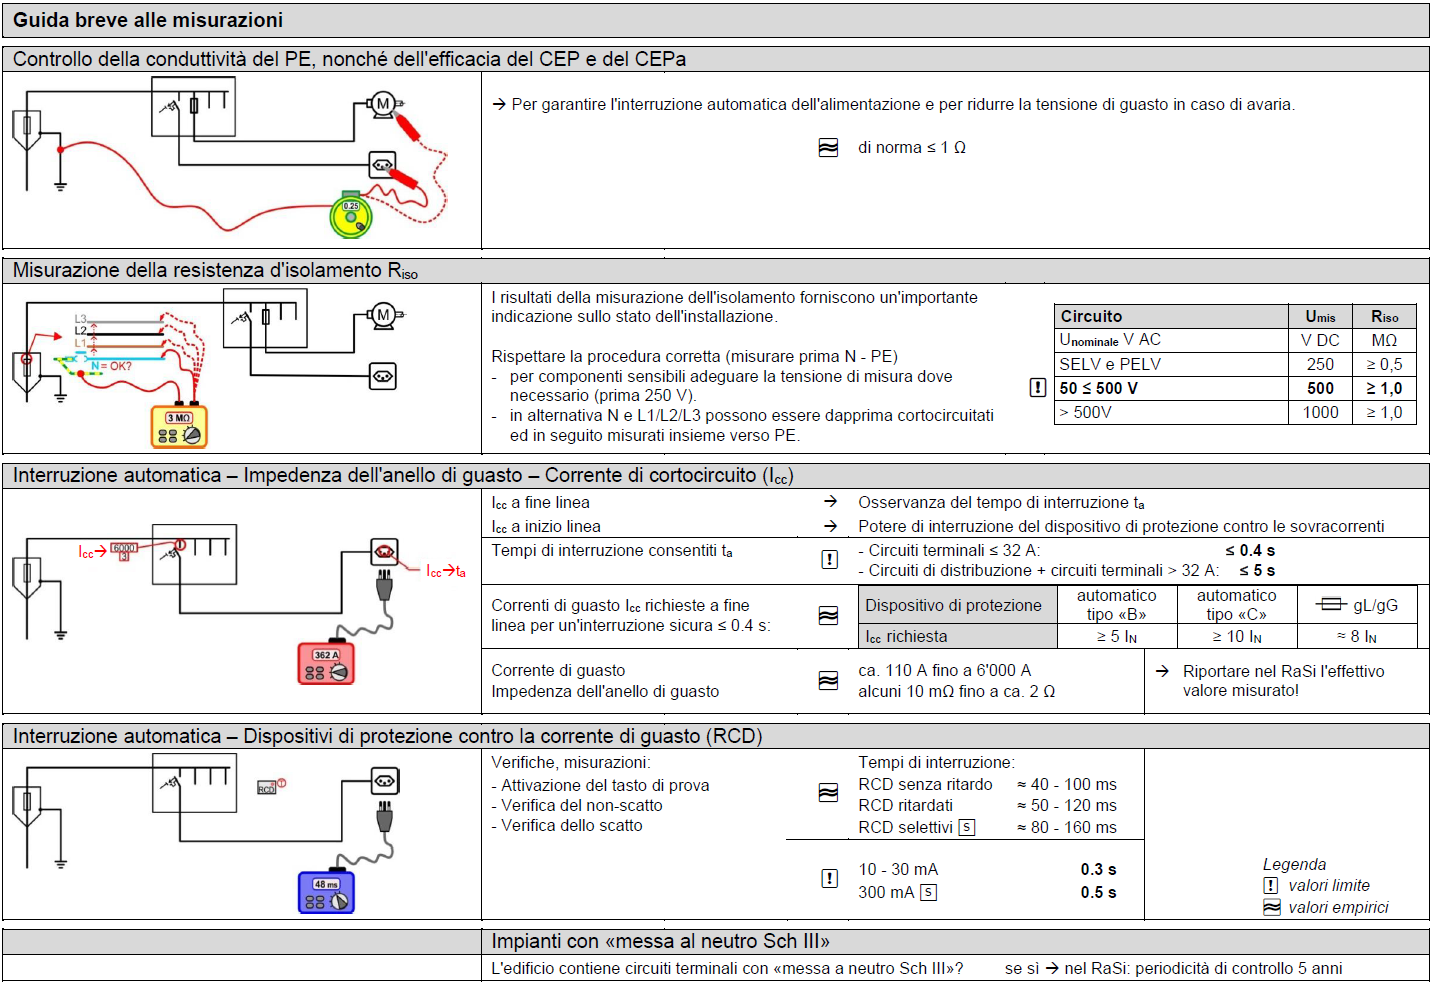 Guida breve alle misurazioni
Controllo della conduttività del PE, nonché dell'efficacia del CEP e del CEPa
M
0.25
→ Per garantire l'interruzione automatica dell'alimentazione e per ridurre la tensione di guasto in caso di avaria.
≈ di norma ≤ 1 Ω
Misurazione della resistenza d'isolamento Riso
L3
L2
L1
N = OK?
M
3 MΩ
I risultati della misurazione dell'isolamento forniscono un'importante
indicazione sullo stato dell'installazione.
Rispettare la procedura corretta (misurare prima N - PE)
- per componenti sensibili adeguare la tensione di misura dove
necessario (prima 250 V).
- in alternativa N e L1/L2/L3 possono essere dapprima cortocircuitati
ed in seguito misurati insieme verso PE.
!
Circuito Umis Riso
Unominale V AC V DC MΩ
SELV e PELV 250 ≥ 0,5
50 ≤ 500 V 500 ≥ 1,0
> 500V 1000 ≥ 1,0
Interruzione automatica – Impedenza dell'anello di guasto – Corrente di cortocircuito (Icc)
Icc→ 6000
3
Icc→ta
362 A
Icc a fine linea → Osservanza del tempo di interruzione ta
Icc a inizio linea → Potere di interruzione del dispositivo di protezione contro le sovracorrenti
Tempi di interruzione consentiti ta ! - Circuiti terminali ≤ 32 A: ≤ 0.4 s
- Circuiti di distribuzione + circuiti terminali > 32 A: ≤ 5 s
Correnti di guasto Icc richieste a fine
linea per un'interruzione sicura ≤ 0.4 s:
≈
Dispositivo di protezione automatico tipo «B» automatico tipo «C» gL/gG
Icc richiesta ≥ 5 IN ≥ 10 IN ≈ 8 IN
Corrente di guasto ≈ ca. 110 A fino a 6'000 A
Impedenza dell'anello di guasto alcuni 10 mΩ fino a ca. 2 Ω
→ Riportare nel RaSi l'effettivo
valore misurato!
Interruzione automatica – Dispositivi di protezione contro la corrente di guasto (RCD)
RCD T
48 ms
Verifiche, misurazioni:
- Attivazione del tasto di prova
- Verifica del non-scatto
- Verifica dello scatto
≈
Tempi di interruzione:
RCD senza ritardo ≈ 40 - 100 ms
RCD ritardati ≈ 50 - 120 ms
RCD selettivi S ≈ 80 - 160 ms
!
10 - 30 mA 0.3 s
300 mA S 0.5 s
Legenda
! valori limite
≈ valori empirici
Impianti con «messa al neutro Sch III»
L'edificio contiene circuiti terminali con «messa a neutro Sch III»? se sì → nel RaSi: periodicità di controllo 5 anni